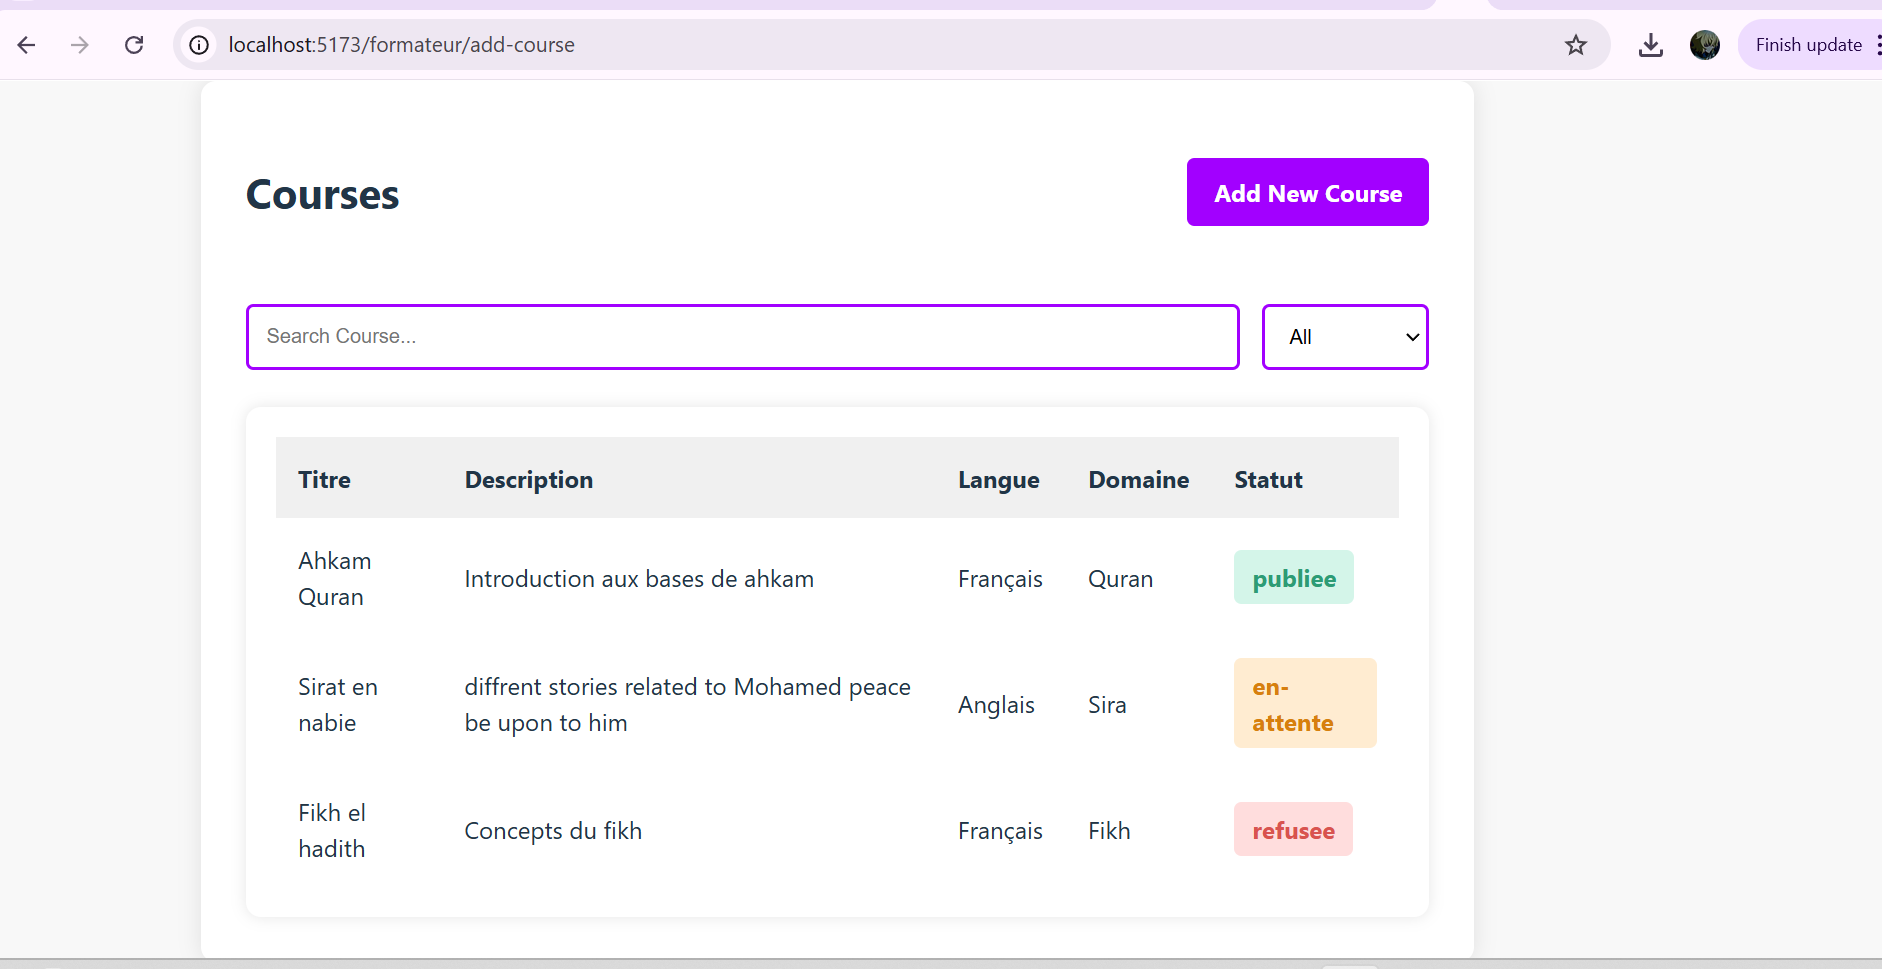 localhost:5173/formateur/add-course
Finish update
Courses
Add New Course
Search Course...
All
Titre Description Langue Domaine Statut
Ahkam
Quran
Introduction aux bases de ahkam
Français
Quran
publiee
Sirat en
nabie
diffrent stories related to Mohamed peace
be upon to him
Anglais
Sira
en-
attente
Fikh el
hadith
Concepts du fikh
Français
Fikh
refusee